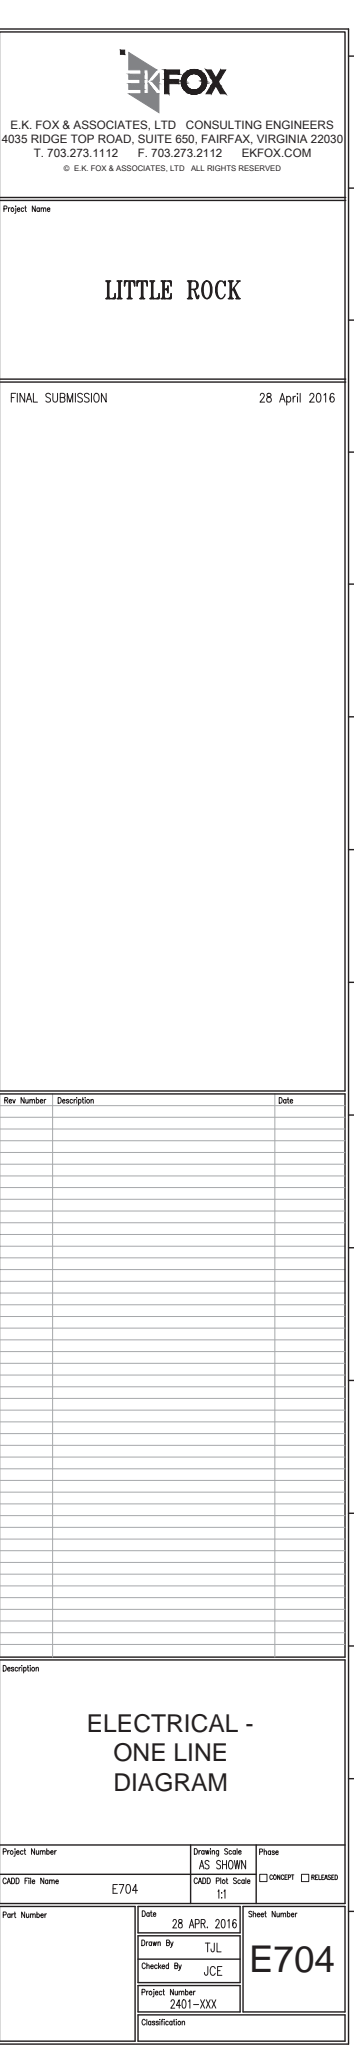 EKFOX
E.K. FOX & ASSOCIATES, LTD CONSULTING ENGINEERS
4035 RIDGE TOP ROAD, SUITE 650, FAIRFAX, VIRGINIA 22030
T. 703.273.1112 F. 703.273.2112 EKFOX.COM
© E.K. FOX & ASSOCIATES, LTD ALL RIGHTS RESERVED
Project Name
LITTLE ROCK
FINAL SUBMISSION 28 April 2016
Rev Number Description Date
Description
ELECTRICAL -
ONE LINE
DIAGRAM
Project Number
Drawing Scale
AS SHOWN
Phase
CONCEPT RELEASED
CADD File Name
E704
CADD Plot Scale
1:1
Part Number
Date
28 APR. 2016
Drawn By TJL
Checked By JCE
Project Number
2401-XXX
Classification
Sheet Number
E704